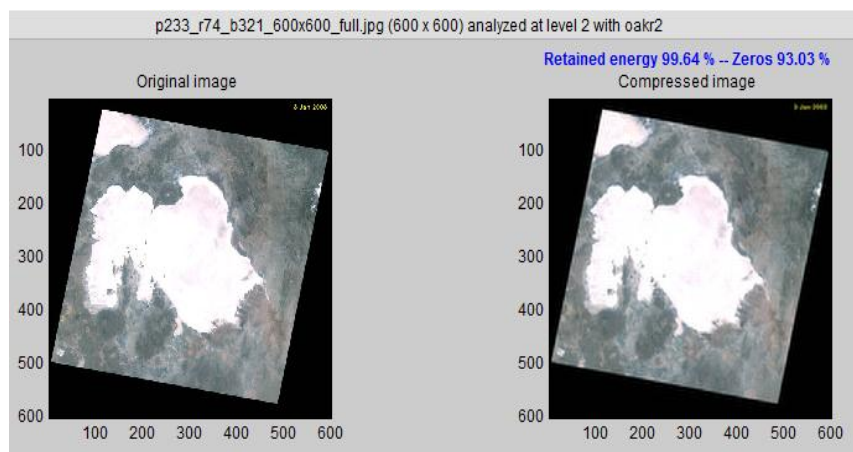 p233_r74_b321_600x600_full.jpg (600 x 600) analyzed at level 2 with oakr2
Retained energy 99.64 % -- Zeros 93.03 %
Original image
Compressed image
100
200
300
400
500
600
100 200 300 400 500 600
100
200
300
400
500
600
100 200 300 400 500 600